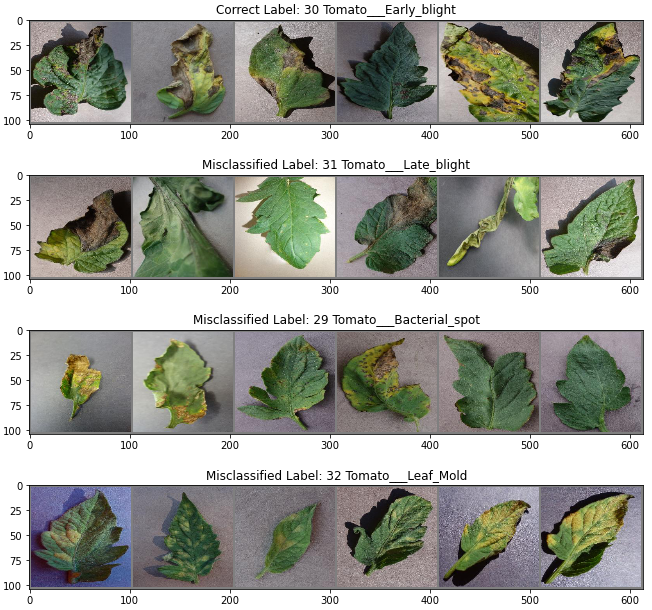 Correct Label: 30 Tomato___Early_blight
0
25
50
75
100
0 100 200 300 400 500 600
Misclassified Label: 31 Tomato___Late_blight
0
25
50
75
100
0 100 200 300 400 500 600
Misclassified Label: 29 Tomato___Bacterial_spot
0
25
50
75
100
0 100 200 300 400 500 600
Misclassified Label: 32 Tomato___Leaf_Mold
0
25
50
75
100
0 100 200 300 400 500 600